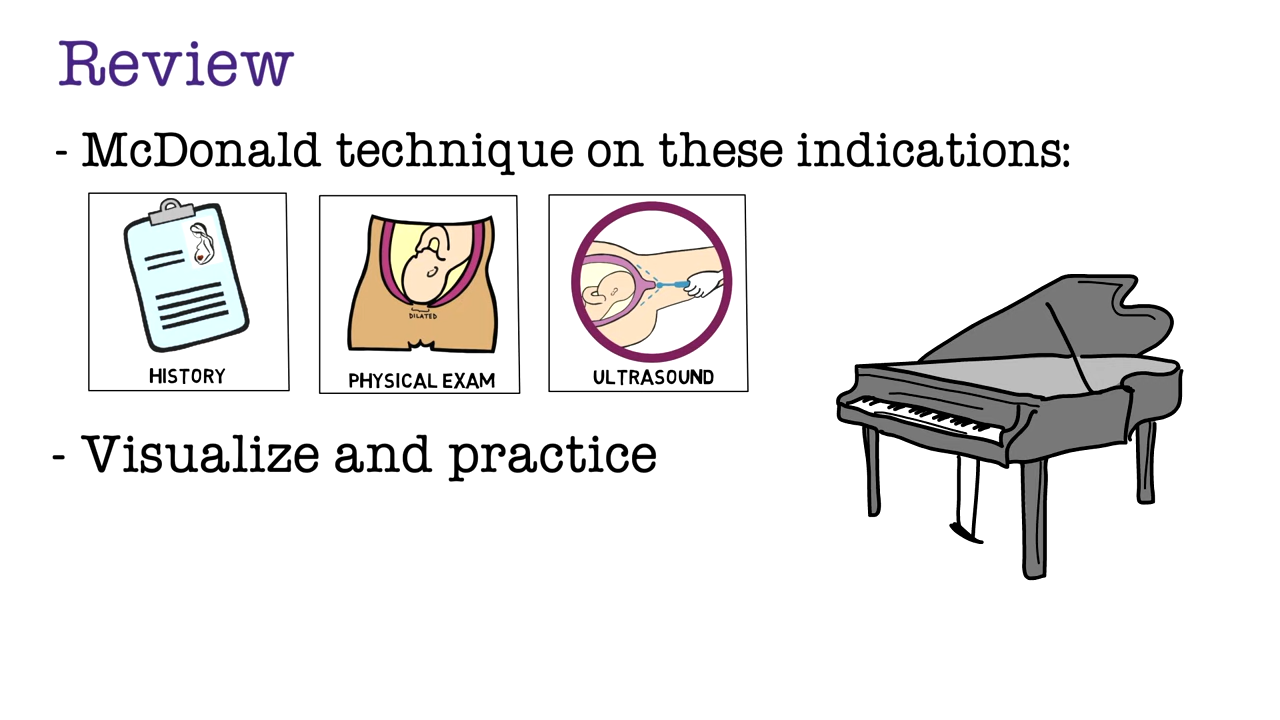 Review
- McDonald technique on these indications:
DILATED
HISTORY
PHYSICAL EXAM
ULTRASOUND
- Visualize and practice